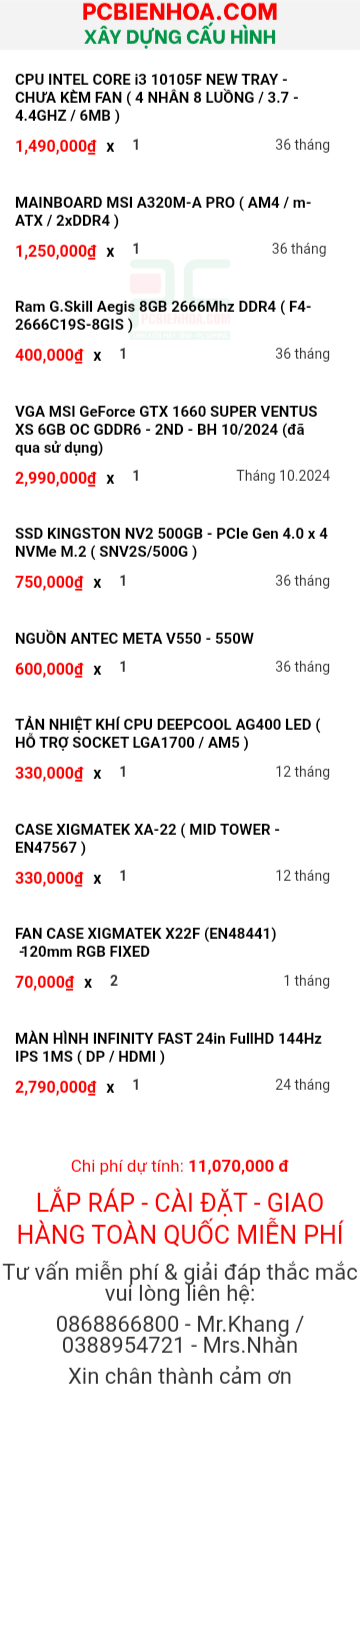 PCBIENHOA.COM
XÂY DỰNG CẤU HÌNH
CPU INTEL CORE i3 10105F NEW TRAY -
CHƯA KÈM FAN ( 4 NHÂN 8 LUỒNG / 3.7 -
4.4GHZ / 6MB )
1,490,000₫ x 1 36 tháng
MAINBOARD MSI A320M-A PRO ( AM4 / m-
ATX / 2xDDR4 )
1,250,000₫ x 1 36 tháng
Ram G.Skill Aegis 8GB 2666Mhz DDR4 ( F4-
2666C19S-8GIS )
PCBIENHOA.COM
400,000₫ x 1 36 tháng
VGA MSI GeForce GTX 1660 SUPER VENTUS
XS 6GB OC GDDR6 - 2ND - BH 10/2024 (đã
qua sử dụng)
2,990,000₫ x 1 Tháng 10.2024
SSD KINGSTON NV2 500GB - PCIe Gen 4.0 x 4
NVMe M.2 ( SNV2S/500G )
750,000₫ x 1 36 tháng
NGUỒN ANTEC META V550 - 550W
600,000₫ x 1 36 tháng
TẢN NHIỆT KHÍ CPU DEEPCOOL AG400 LED (
HỖ TRỢ SOCKET LGA1700 / AM5 )
330,000₫ x 1 12 tháng
CASE XIGMATEK XA-22 ( MID TOWER -
EN47567 )
330,000₫ x 1 12 tháng
FAN CASE XIGMATEK X22F (EN48441)
-120mm RGB FIXED
70,000₫ x 2 1 tháng
MÀN HÌNH INFINITY FAST 24in FullHD 144Hz
IPS 1MS ( DP / HDMI )
2,790,000₫ x 1 24 tháng
Chi phí dự tính: 11,070,000 đ
LẮP RÁP - CÀI ĐẶT - GIAO
HÀNG TOÀN QUỐC MIỄN PHÍ
Tư vấn miễn phí & giải đáp thắc mắc
vui lòng liên hệ:
0868866800 - Mr.Khang /
0388954721 - Mrs.Nhàn
Xin chân thành cảm ơn